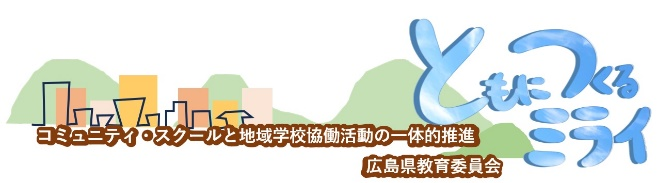 ともに つくる
ミライ
コミュニティ・スクールと地域学校協働活動の一体的推進
広島県教育委員会